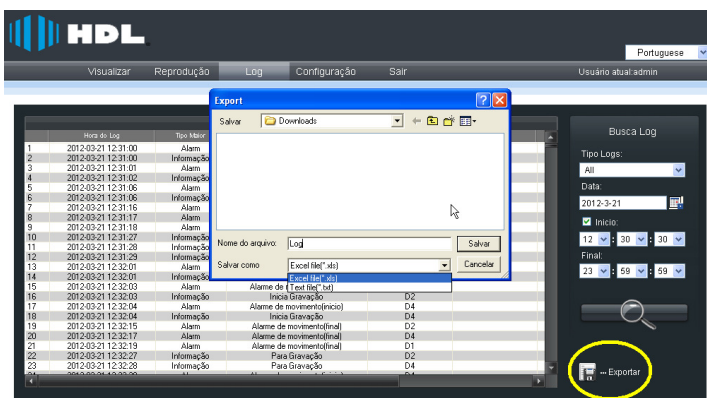 HDL
Portuguese
Visualizar Reprodução Log Configuração Sair Usuário atual:admin
Export
Salvar Downloads
Nome do arquivo: Log Salvar
Salvar como Excel file(*.xls) Cancelar
Excel file(*.xls)
Text file(*.txt)
Hora do Log Tipo Maior
1 2012-03-21 12:31:00 Alarm
2 2012-03-21 12:31:00 Informação
3 2012-03-21 12:31:01 Alarm
4 2012-03-21 12:31:02 Informação
5 2012-03-21 12:31:06 Alarm
6 2012-03-21 12:31:06 Informação
7 2012-03-21 12:31:16 Alarm
8 2012-03-21 12:31:17 Alarm
9 2012-03-21 12:31:18 Alarm
10 2012-03-21 12:31:27 Informação
11 2012-03-21 12:31:28 Informação
12 2012-03-21 12:31:29 Informação
13 2012-03-21 12:32:01 Alarm
14 2012-03-21 12:32:01 Informação
15 2012-03-21 12:32:03 Alarm Alarme de
16 2012-03-21 12:32:03 Informação Inicia Gravação D2
17 2012-03-21 12:32:04 Alarm Alarme de movimento(inicio) D4
18 2012-03-21 12:32:04 Informação Inicia Gravação D4
19 2012-03-21 12:32:15 Alarm Alarme de movimento(final) D2
20 2012-03-21 12:32:17 Alarm Alarme de movimento(final) D4
21 2012-03-21 12:32:19 Alarm Alarme de movimento(final) D1
22 2012-03-21 12:32:27 Informação Para Gravação D2
23 2012-03-21 12:32:28 Informação Para Gravação D4
Busca Log
Tipo Logs:
All
Data:
2012-3-21
Inicio:
12 : 30 : 30
Final:
23 : 59 : 59
... Exportar